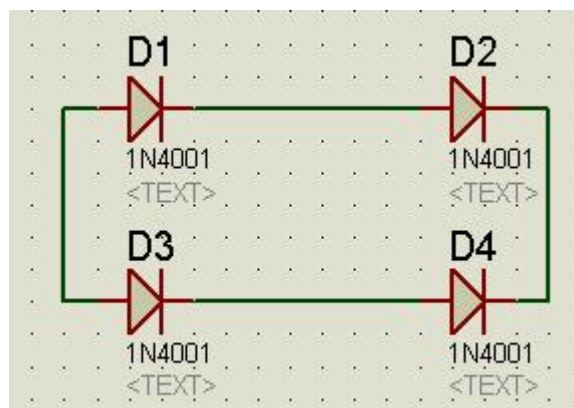 D1 D2
1N4001 1N4001
<TEXT> <TEXT>
D3 D4
1N4001 1N4001
<TEXT> <TEXT>